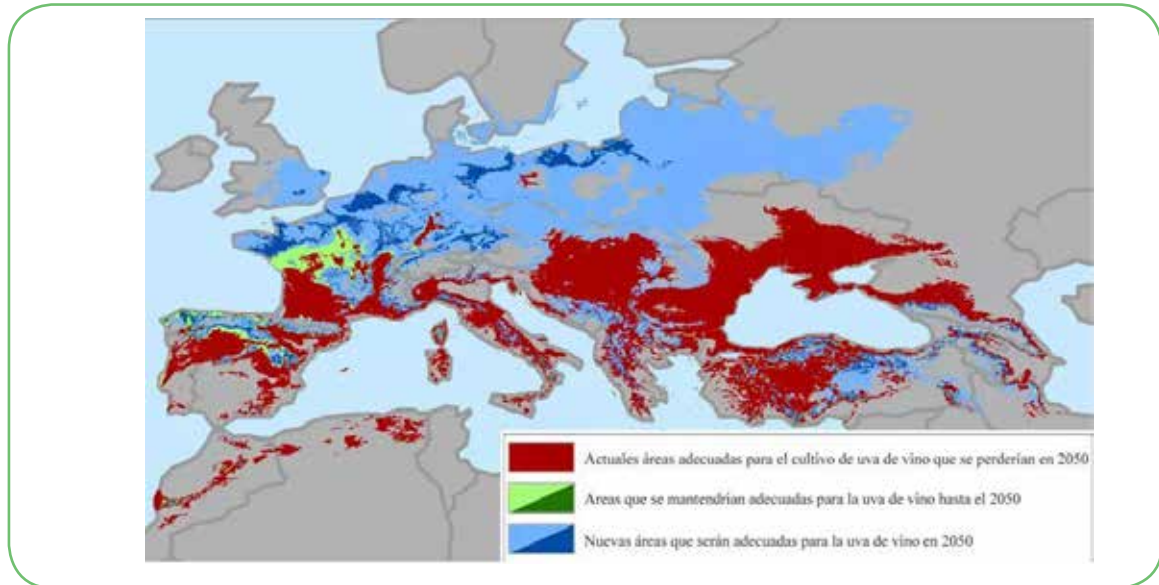 Actuales áreas adecuadas para el cultivo de uva de vino que se perderían en 2050
Areas que se mantendrian adecuadas para la uva de vino hasta el 2050
Nuevas áreas que serán adecuadas para la uva de vino en 2050